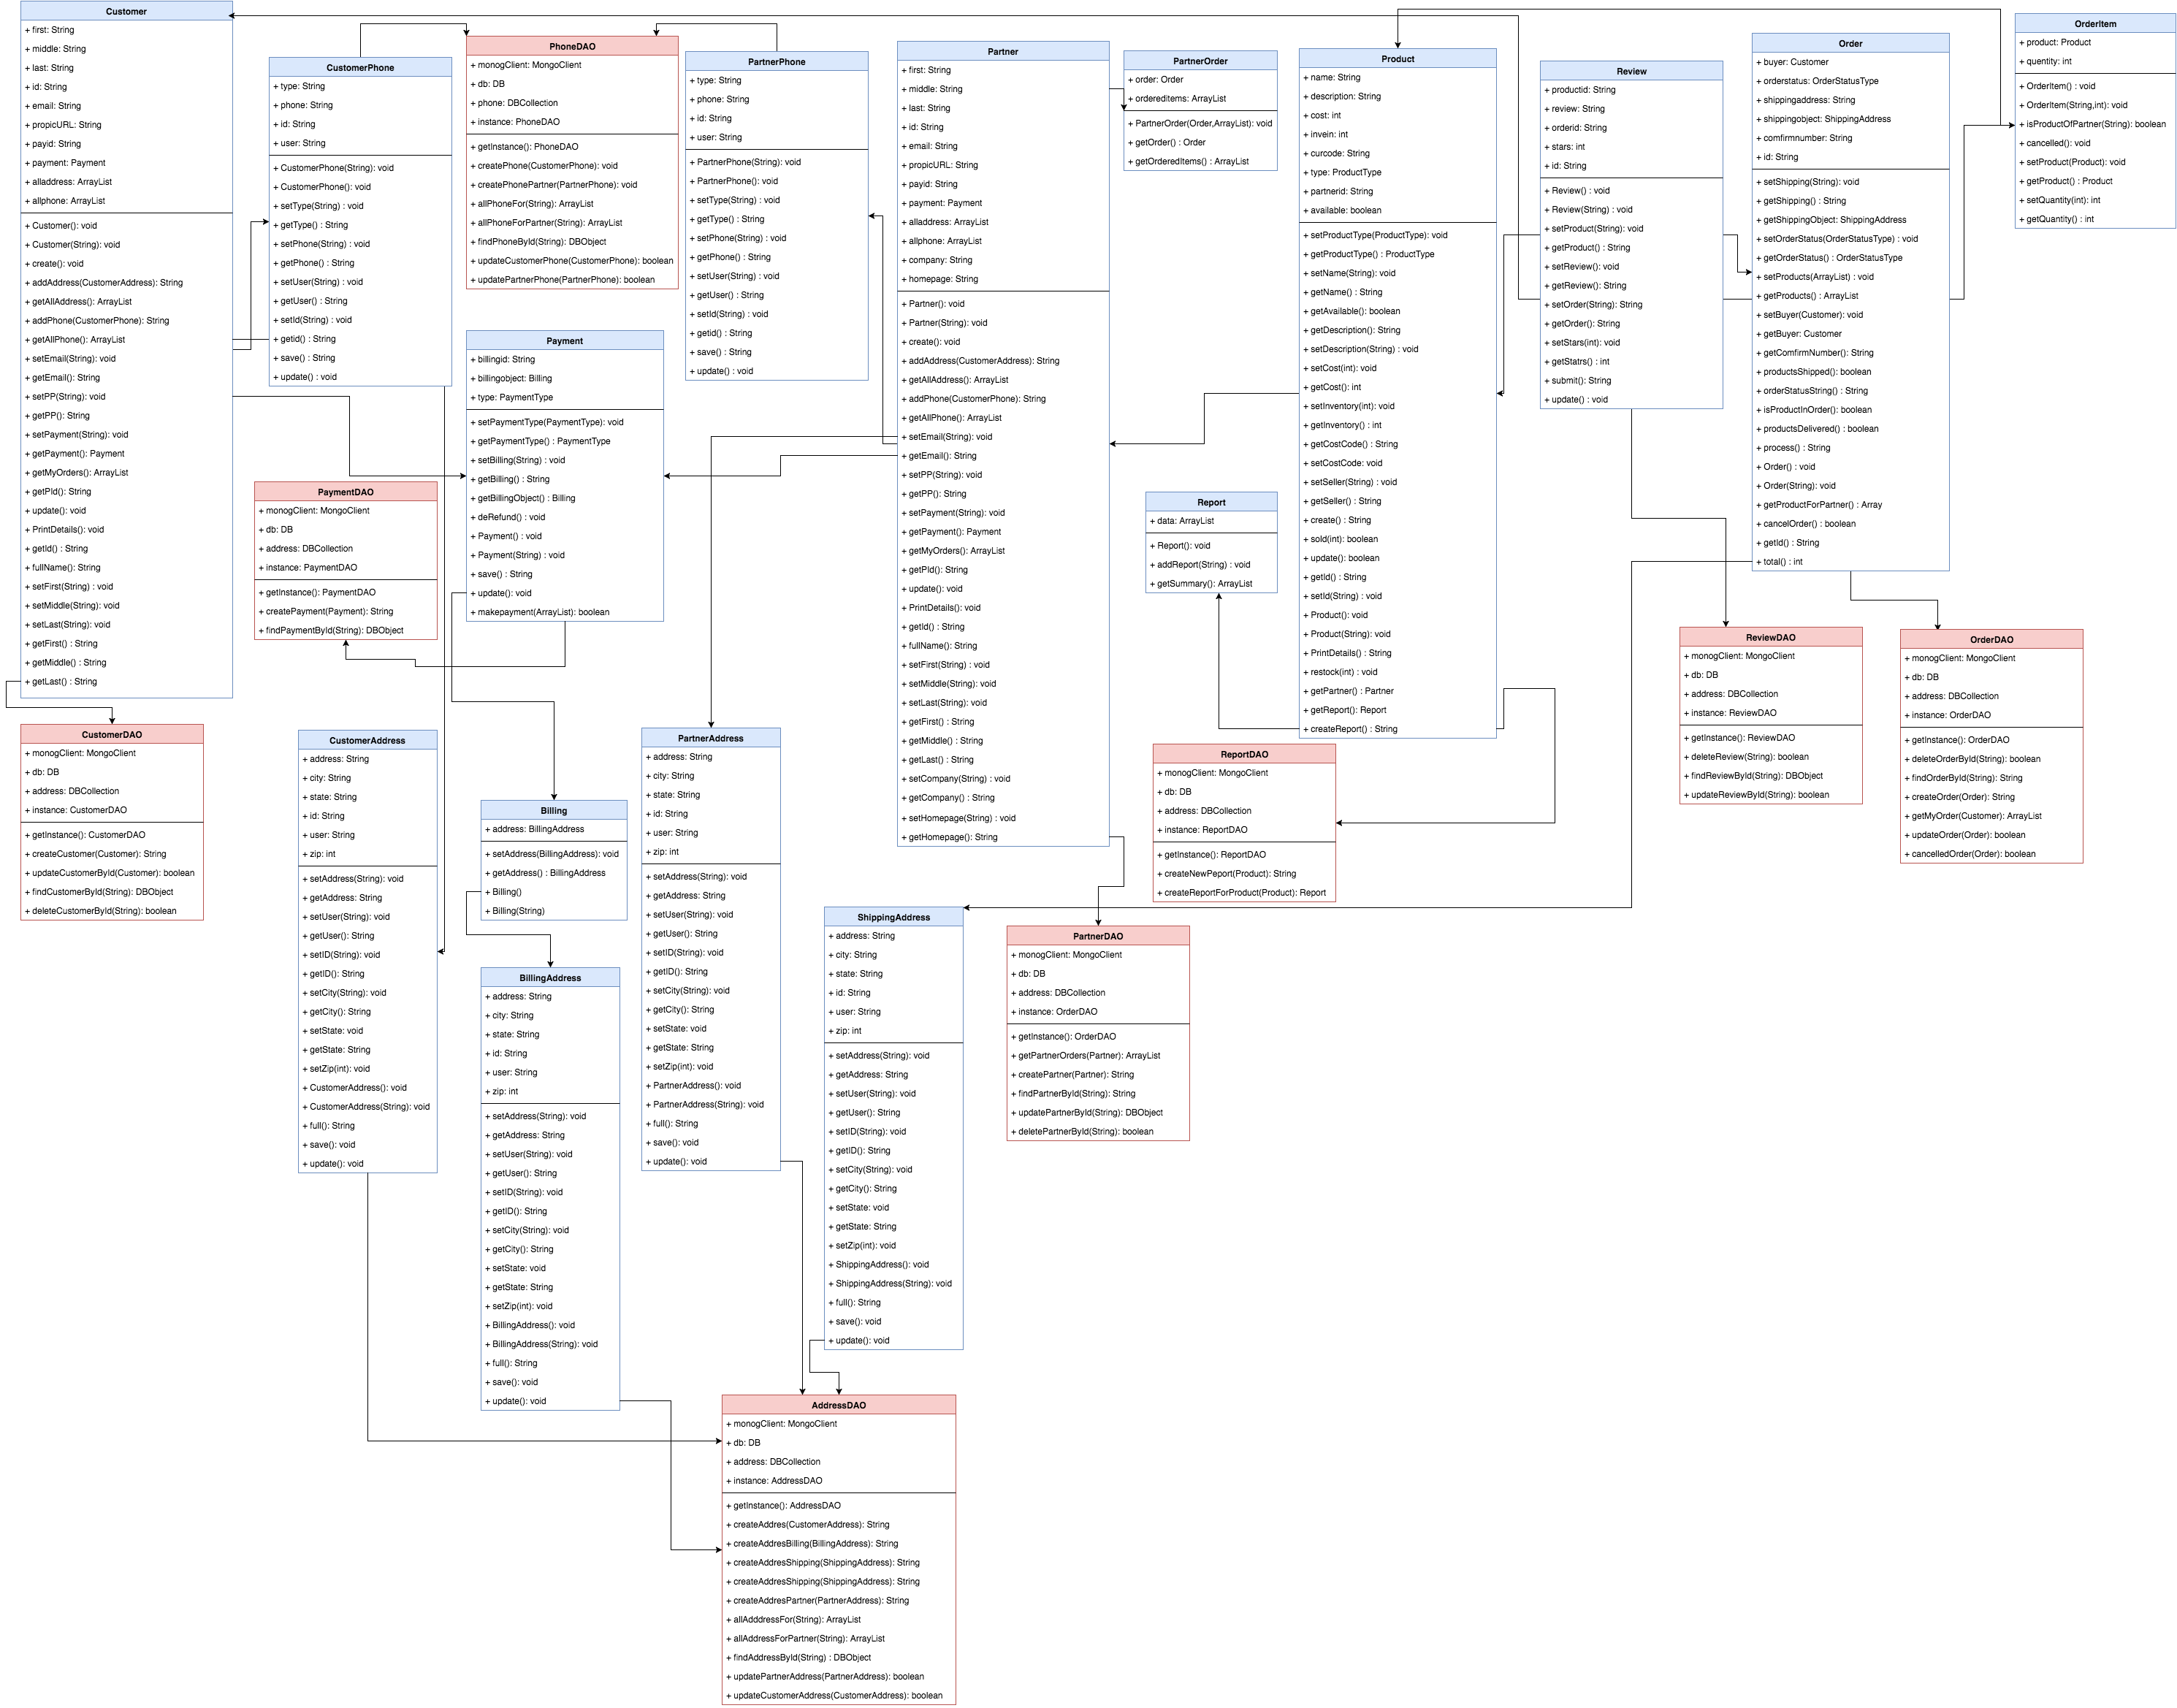 Customer
+ first: String
+ middle: String
+ last: String
+ id: String
+ email: String
+ propicURL: String
+ payid: String
+ payment: Payment
+ alladdress: ArrayList
+ allphone: ArrayList
+ Customer(): void
+ Customer(String): void
+ create(): void
+ addAddress(CustomerAddress): String
+ getAllAddress(): ArrayList
+ addPhone(CustomerPhone): String
+ getAllPhone(): ArrayList
+ setEmail(String): void
+ getEmail(): String
+ setPP(String): void
+ getPP(): String
+ setPayment(String): void
+ getPayment(): Payment
+ getMyOrders(): ArrayList
+ getPId(): String
+ update(): void
+ PrintDetails(): void
+ getId() : String
+ fullName(): String
+ setFirst(String) : void
+ setMiddle(String): void
+ setLast(String): void
+ getFirst() : String
+ getMiddle() : String
+ getLast() : String
CustomerPhone
+ type: String
+ phone: String
+ id: String
+ user: String
+ CustomerPhone(String): void
+ CustomerPhone(): void
+ setType(String) : void
+ getType() : String
+ setPhone(String) : void
+ getPhone() : String
+ setUser(String) : void
+ getUser() : String
+ setId(String) : void
+ getid() : String
+ save() : String
+ update() : void
PhoneDAO
+ monogClient: MongoClient
+ db: DB
+ phone: DBCollection
+ instance: PhoneDAO
+ getInstance(): PhoneDAO
+ createPhone(CustomerPhone): void
+ createPhonePartner(PartnerPhone): void
+ allPhoneFor(String): ArrayList
+ allPhoneForPartner(String): ArrayList
+ findPhoneById(String): DBObject
+ updateCustomerPhone(CustomerPhone): boolean
+ updatePartnerPhone(PartnerPhone): boolean
PartnerPhone
+ type: String
+ phone: String
+ id: String
+ user: String
+ PartnerPhone(String): void
+ PartnerPhone(): void
+ setType(String) : void
+ getType() : String
+ setPhone(String) : void
+ getPhone() : String
+ setUser(String) : void
+ getUser() : String
+ setId(String) : void
+ getid() : String
+ save() : String
+ update() : void
Partner
+ first: String
+ middle: String
+ last: String
+ id: String
+ email: String
+ propicURL: String
+ payid: String
+ payment: Payment
+ alladdress: ArrayList
+ allphone: ArrayList
+ company: String
+ homepage: String
+ Partner(): void
+ Partner(String): void
+ create(): void
+ addAddress(CustomerAddress): String
+ getAllAddress(): ArrayList
+ addPhone(CustomerPhone): String
+ getAllPhone(): ArrayList
+ setEmail(String): void
+ getEmail(): String
+ setPP(String): void
+ getPP(): String
+ setPayment(String): void
+ getPayment(): Payment
+ getMyOrders(): ArrayList
+ getPId(): String
+ update(): void
+ PrintDetails(): void
+ getId() : String
+ fullName(): String
+ setFirst(String) : void
+ setMiddle(String): void
+ setLast(String): void
+ getFirst() : String
+ getMiddle() : String
+ getLast() : String
+ setCompany(String) : void
+ getCompany() : String
+ setHomepage(String) : void
+ getHomepage() : String
PartnerOrder
+ order: Order
+ ordereditems: ArrayList
+ PartnerOrder(Order,ArrayList): void
+ getOrder() : Order
+ getOrderedItems() : ArrayList
Product
+ name: String
+ description: String
+ cost: int
+ invein: int
+ curcode: String
+ type: ProductType
+ partnerid: String
+ available: boolean
+ setProductType(ProductType): void
+ getProductType() : ProductType
+ setName(String): void
+ getName() : String
+ getAvailable(): boolean
+ getDescription(): String
+ setDescription(String) : void
+ setCost(int): void
+ getCost(): int
+ setInventory(int): void
+ getInventory() : int
+ getCostCode() : String
+ setCostCode: void
+ setSeller(String) : void
+ getSeller() : String
+ create() : String
+ sold(int): boolean
+ update(): boolean
+ getId() : String
+ setId(String) : void
+ Product(): void
+ Product(String): void
+ PrintDetails() : String
+ restock(int) : void
+ getPartner() : Partner
+ getReport(): Report
+ createReport() : String
Review
+ productid: String
+ review: String
+ orderid: String
+ stars: int
+ id: String
+ Review() : void
+ Review(String) : void
+ setProduct(String): void
+ getProduct() : String
+ setReview(): void
+ getReview(): String
+ setOrder(String): String
+ getOrder(): String
+ setStars(int): void
+ getStatrs() : int
+ submit(): String
+ update() : void
Order
+ buyer: Customer
+ orderstatus: OrderStatusType
+ shippingaddress: String
+ shippingobject: ShippingAddress
+ comfirmnumber: String
+ id: String
+ setShipping(String): void
+ getShipping() : String
+ getShippingObject: ShippingAddress
+ setOrderStatus(OrderStatusType) : void
+ getOrderStatus() : OrderStatusType
+ setProducts(ArrayList) : void
+ getProducts() : ArrayList
+ setBuyer(Customer): void
+ getBuyer: Customer
+ getComfirmNumber(): String
+ productsShipped(): boolean
+ orderStatusString() : String
+ isProductInOrder(): boolean
+ productsDelivered() : boolean
+ process() : String
+ Order() : void
+ Order(String): void
+ getProductForPartner() : Array
+ cancelOrder() : boolean
+ getId() : String
+ total() : int
OrderItem
+ product: Product
+ quentity: int
+ OrderItem() : void
+ OrderItem(String,int): void
+ isProductOfPartner(String): boolean
+ cancelled(): void
+ setProduct(Product): void
+ getProduct() : Product
+ setQuantity(int): int
+ getQuantity() : int
Payment
+ billingid: String
+ billingobject: Billing
+ type: PaymentType
+ setPaymentType(PaymentType): void
+ getPaymentType() : PaymentType
+ setBilling(String) : void
+ getBilling() : String
+ getBillingObject() : Billing
+ deRefund() : void
+ Payment() : void
+ Payment(String) : void
+ save() : String
+ update(): void
+ makepayment(ArrayList): boolean
PaymentDAO
+ monogClient: MongoClient
+ db: DB
+ address: DBCollection
+ instance: PaymentDAO
+ getInstance(): PaymentDAO
+ createPayment(Payment): String
+ findPaymentById(String): DBObject
Report
+ data: ArrayList
+ Report(): void
+ addReport(String) : void
+ getSummary(): ArrayList
ReviewDAO
+ monogClient: MongoClient
+ db: DB
+ address: DBCollection
+ instance: ReviewDAO
+ getInstance(): ReviewDAO
+ deleteReview(String): boolean
+ findReviewById(String): DBObject
+ updateReviewById(String): boolean
OrderDAO
+ monogClient: MongoClient
+ db: DB
+ address: DBCollection
+ instance: OrderDAO
+ getInstance(): OrderDAO
+ deleteOrderById(String): boolean
+ findOrderById(String): String
+ createOrder(Order): String
+ getMyOrder(Customer): ArrayList
+ updateOrder(Order): boolean
+ cancelledOrder(Order): boolean
CustomerDAO
+ monogClient: MongoClient
+ db: DB
+ address: DBCollection
+ instance: CustomerDAO
+ getInstance(): CustomerDAO
+ createCustomer(Customer): String
+ updateCustomerById(Customer): boolean
+ findCustomerById(String): DBObject
+ deleteCustomerById(String): boolean
CustomerAddress
+ address: String
+ city: String
+ state: String
+ id: String
+ user: String
+ zip: int
+ setAddress(String): void
+ getAddress: String
+ setUser(String): void
+ getUser(): String
+ setID(String): void
+ getID(): String
+ setCity(String): void
+ getCity(): String
+ setState: void
+ getState: String
+ setZip(int): void
+ CustomerAddress(): void
+ CustomerAddress(String): void
+ full(): String
+ save(): void
+ update(): void
Billing
+ address: BillingAddress
+ setAddress(BillingAddress): void
+ getAddress() : BillingAddress
+ Billing()
+ Billing(String)
BillingAddress
+ address: String
+ city: String
+ state: String
+ id: String
+ user: String
+ zip: int
+ setAddress(String): void
+ getAddress: String
+ setUser(String): void
+ getUser(): String
+ setID(String): void
+ getID(): String
+ setCity(String): void
+ getCity(): String
+ setState: void
+ getState: String
+ setZip(int): void
+ BillingAddress(): void
+ BillingAddress(String): void
+ full(): String
+ save(): void
+ update(): void
PartnerAddress
+ address: String
+ city: String
+ state: String
+ id: String
+ user: String
+ zip: int
+ setAddress(String): void
+ getAddress: String
+ setUser(String): void
+ getUser(): String
+ setID(String): void
+ getID(): String
+ setCity(String): void
+ getCity(): String
+ setState: void
+ getState: String
+ setZip(int): void
+ PartnerAddress(): void
+ PartnerAddress(String): void
+ full(): String
+ save(): void
+ update(): void
ReportDAO
+ monogClient: MongoClient
+ db: DB
+ address: DBCollection
+ instance: ReportDAO
+ getInstance(): ReportDAO
+ createNewPeport(Product): String
+ createReportForProduct(Product): Report
ShippingAddress
+ address: String
+ city: String
+ state: String
+ id: String
+ user: String
+ zip: int
+ setAddress(String): void
+ getAddress: String
+ setUser(String): void
+ getUser(): String
+ setID(String): void
+ getID(): String
+ setCity(String): void
+ getCity(): String
+ setState: void
+ getState: String
+ setZip(int): void
+ ShippingAddress(): void
+ ShippingAddress(String): void
+ full(): String
+ save(): void
+ update(): void
PartnerDAO
+ monogClient: MongoClient
+ db: DB
+ address: DBCollection
+ instance: OrderDAO
+ getInstance(): OrderDAO
+ getPartnerOrders(Partner): ArrayList
+ createPartner(Partner): String
+ findPartnerById(String): String
+ updatePartnerById(String): DBObject
+ deletePartnerById(String): boolean
AddressDAO
+ monogClient: MongoClient
+ db: DB
+ address: DBCollection
+ instance: AddressDAO
+ getInstance(): AddressDAO
+ createAddres(CustomerAddress): String
+ createAddresBilling(BillingAddress): String
+ createAddresShipping(ShippingAddress): String
+ createAddresShipping(ShippingAddress): String
+ createAddresPartner(PartnerAddress): String
+ allAdddressFor(String): ArrayList
+ allAddressForPartner(String): ArrayList
+ findAddressById(String) : DBObject
+ updatePartnerAddress(PartnerAddress): boolean
+ updateCustomerAddress(CustomerAddress): boolean